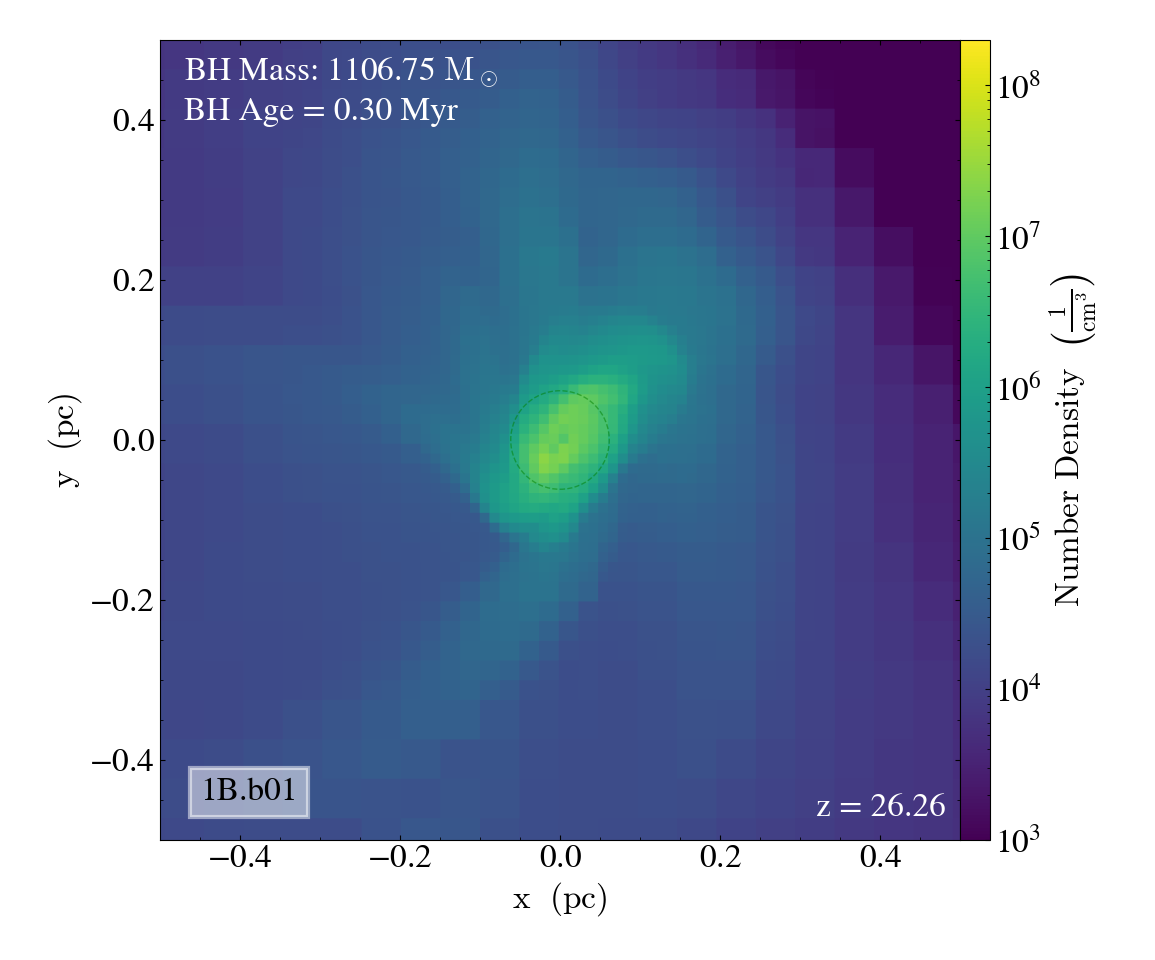 BH Mass: 1106.75 M⊙
BH Age = 0.30 Myr
0.4
0.2
0.0
−0.2
−0.4
y (pc)
1B.b01
z = 26.26
−0.4 −0.2 0.0 0.2 0.4
x (pc)
10⁸
10⁷
10⁶
10⁵
10⁴
10³
Number Density (1/cm³)